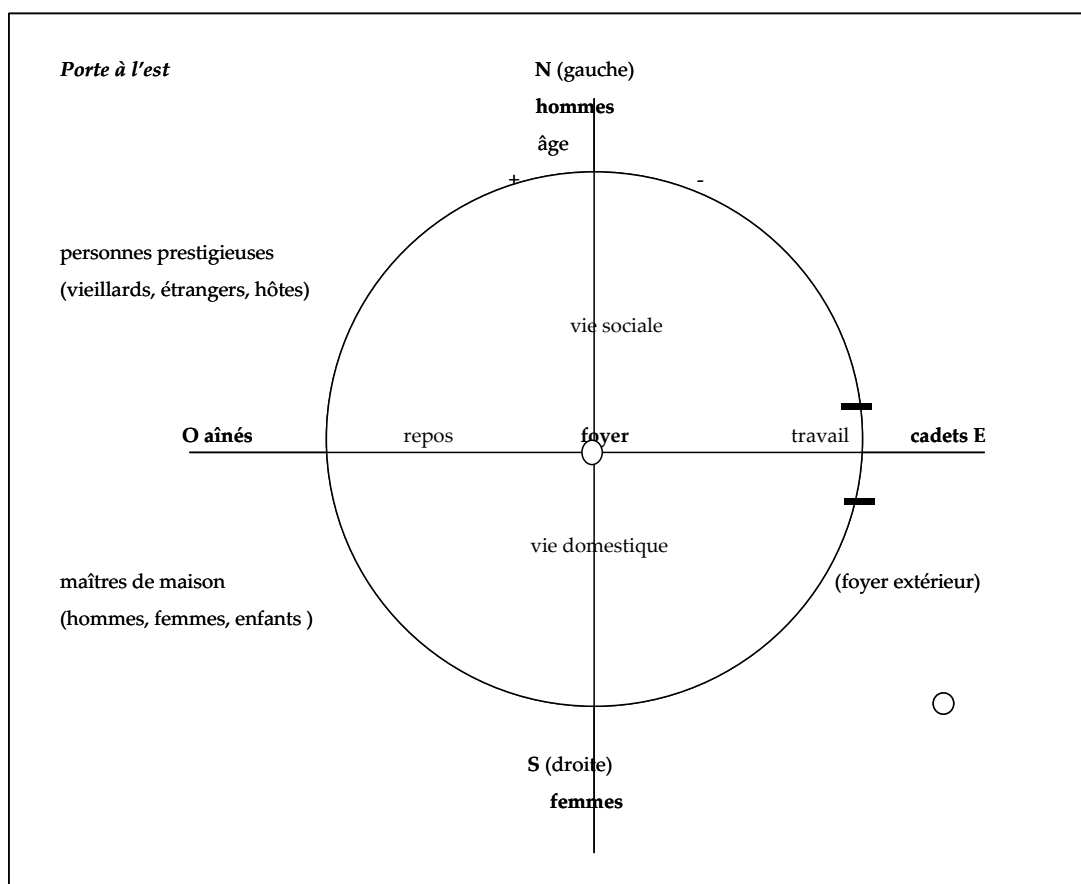 Porte à l’est
N (gauche)
hommes
âge
+ -
personnes prestigieuses
(vieillards, étrangers, hôtes)
vie sociale
O aînés repos foyer travail cadets E
vie domestique
maîtres de maison
(hommes, femmes, enfants )
(foyer extérieur)
S (droite)
femmes